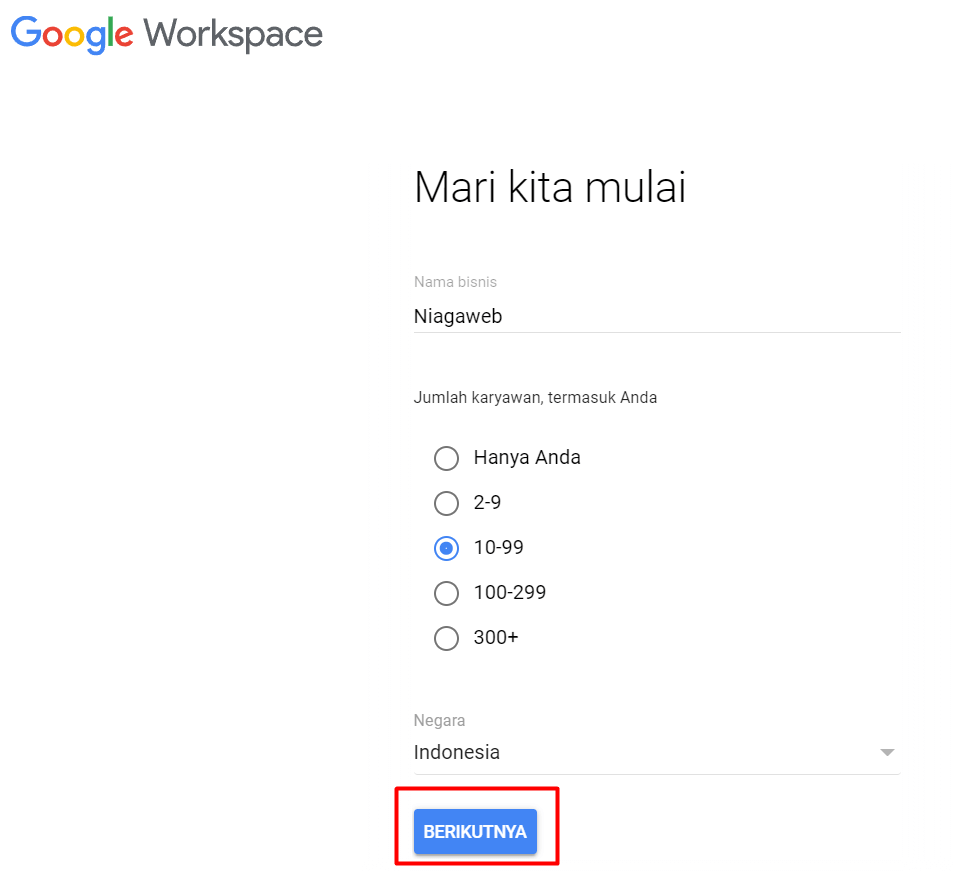 Google Workspace
Mari kita mulai
Nama bisnis
Niagaweb
Jumlah karyawan, termasuk Anda
Hanya Anda
2-9
10-99
100-299
300+
Negara
Indonesia
BERIKUTNYA